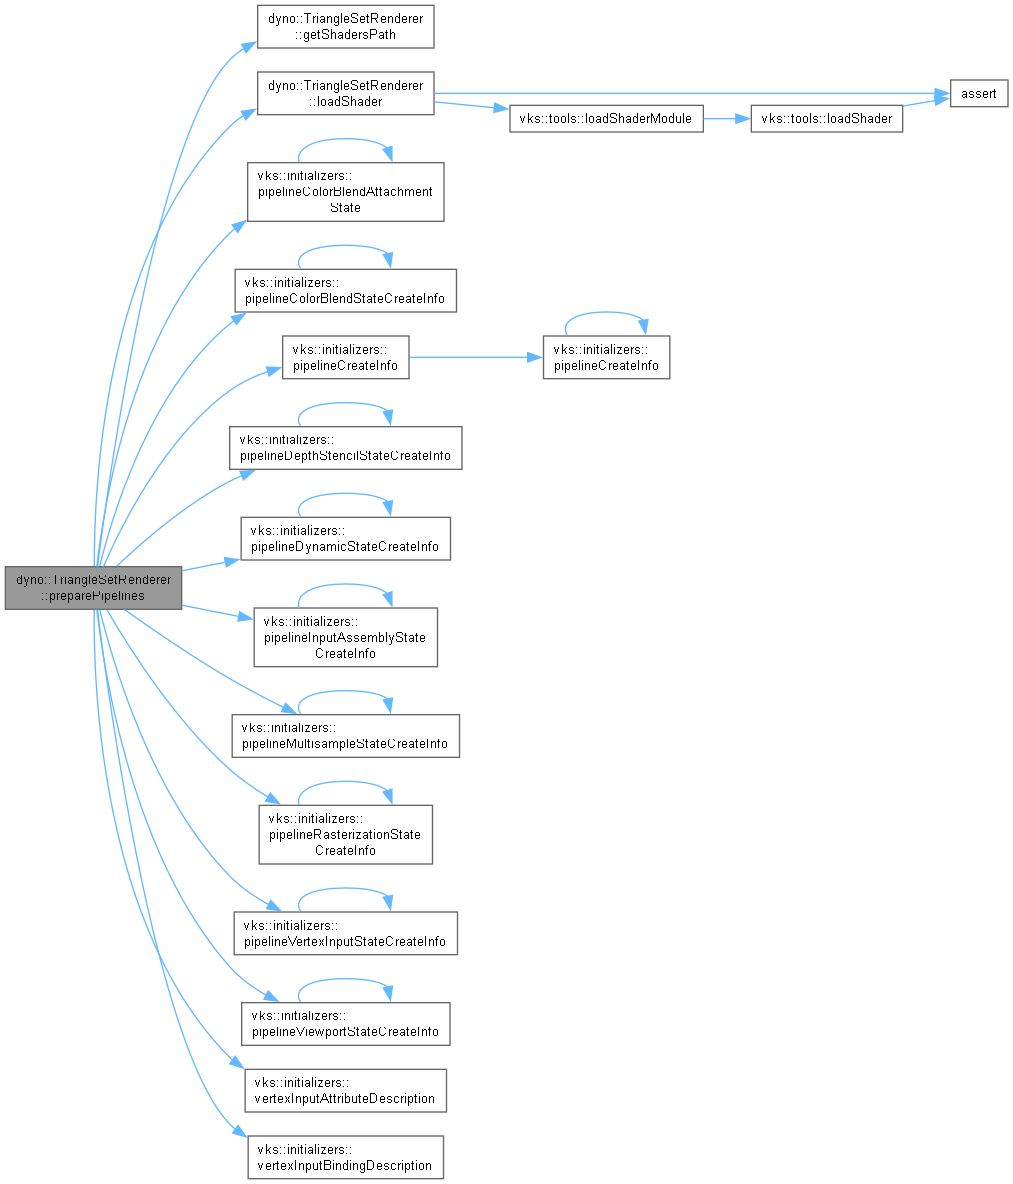 dyno::TriangleSetRenderer
::getShadersPath
dyno::TriangleSetRenderer
::loadShader
assert
vks::tools::loadShaderModule
vks::tools::loadShader
vks::initializers::
pipelineColorBlendAttachment
State
vks::initializers::
pipelineColorBlendStateCreateInfo
vks::initializers::
pipelineCreateInfo
vks::initializers::
pipelineCreateInfo
vks::initializers::
pipelineDepthStencilStateCreateInfo
vks::initializers::
pipelineDynamicStateCreateInfo
dyno::TriangleSetRenderer
::preparePipelines
vks::initializers::
pipelineInputAssemblyState
CreateInfo
vks::initializers::
pipelineMultisampleStateCreateInfo
vks::initializers::
pipelineRasterizationState
CreateInfo
vks::initializers::
pipelineVertexInputStateCreateInfo
vks::initializers::
pipelineViewportStateCreateInfo
vks::initializers::
vertexInputAttributeDescription
vks::initializers::
vertexInputBindingDescription